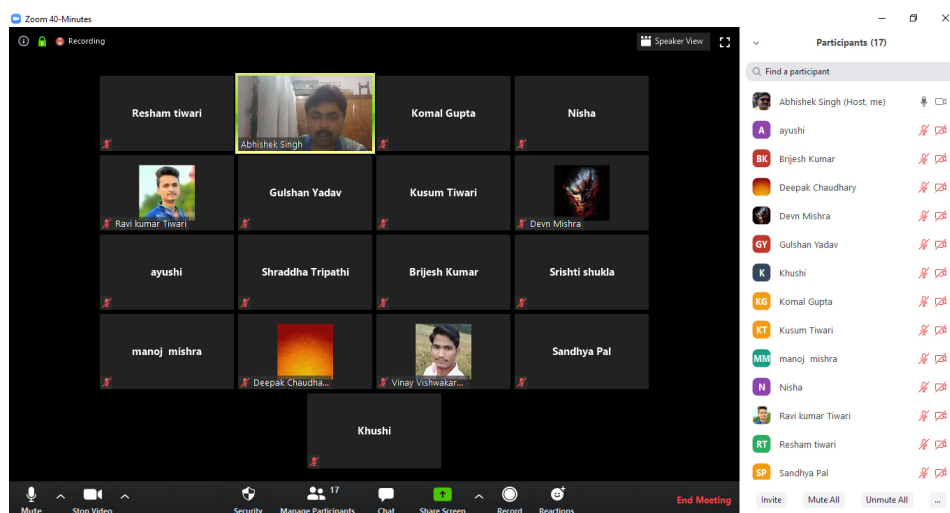 Zoom 40-Minutes
Recording
Speaker View
Resham tiwari
Abhishek Singh
Komal Gupta
Nisha
Ravi kumar Tiwari
Gulshan Yadav
Kusum Tiwari
Devn Mishra
ayushi
Shraddha Tripathi
Brijesh Kumar
Srishti shukla
manoj mishra
Deepak Chaudha...
Vinay Vishwakar...
Sandhya Pal
Khushi
Mute
Stop Video
Security
17
Manage Participants
Chat
Share Screen
Record
Reactions
End Meeting
Participants (17)
Find a participant
Abhishek Singh (Host, me)
A ayushi
BK Brijesh Kumar
Deepak Chaudhary
Devn Mishra
GY Gulshan Yadav
K Khushi
KG Komal Gupta
KT Kusum Tiwari
MM manoj mishra
N Nisha
Ravi kumar Tiwari
RT Resham tiwari
SP Sandhya Pal
Invite Mute All Unmute All ...